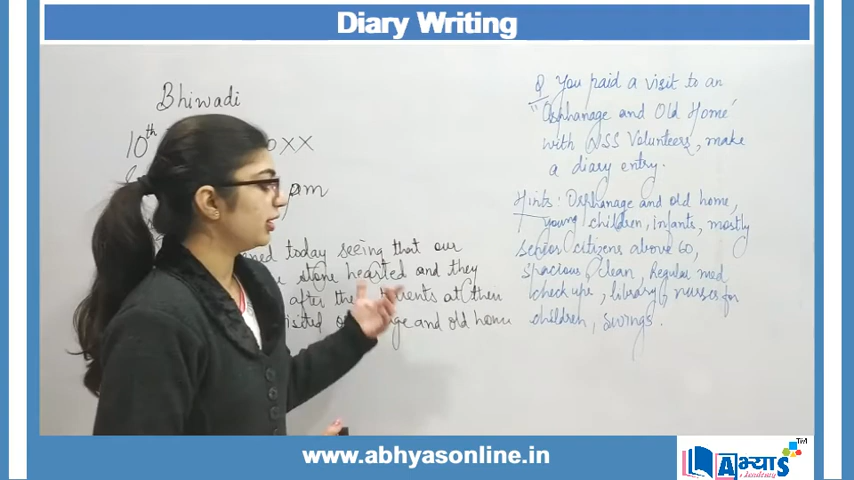 Diary Writing
Bhiwadi
10th XX
pm
today seeing that our
stone hearted and they
after the Parents at their
and old home
Q You paid a visit to an
"Orphanage and Old Home"
with NSS Volunteers, make
a diary entry.
Hints: Orphanage and old home,
young children, infants, mostly
senior citizens above 60,
spacious, clean, Regular med
check ups, library, nurses for
children, swings.
www.abhyasonline.in
अभ्यास
Academy
TM